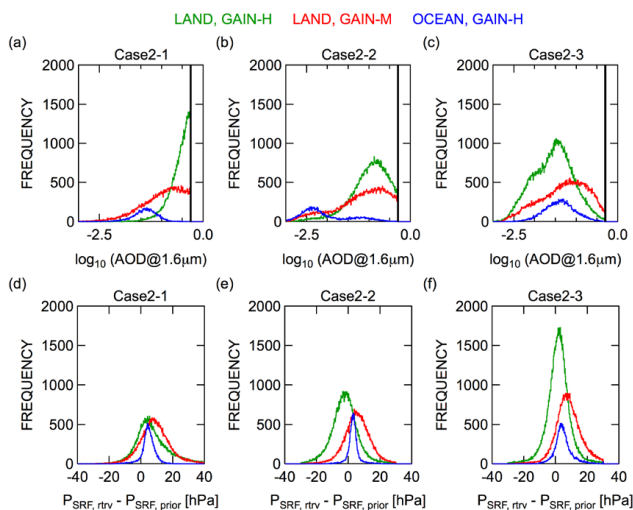 LAND, GAIN-H LAND, GAIN-M OCEAN, GAIN-H
(a) (b) (c)
Case2-1 Case2-2 Case2-3
2000 2000 2000
1500 1500 1500
1000 1000 1000
500 500 500
0 0 0
FREQUENCY FREQUENCY FREQUENCY
-2.5 0.0 -2.5 0.0 -2.5 0.0
log10 (AOD@1.6μm) log10 (AOD@1.6μm) log10 (AOD@1.6μm)
(d) (e) (f)
Case2-1 Case2-2 Case2-3
2000 2000 2000
1500 1500 1500
1000 1000 1000
500 500 500
0 0 0
FREQUENCY FREQUENCY FREQUENCY
-40 -20 0 20 40 -40 -20 0 20 40 -40 -20 0 20 40
PSRF, rtrv - PSRF, prior [hPa] PSRF, rtrv - PSRF, prior [hPa] PSRF, rtrv - PSRF, prior [hPa]